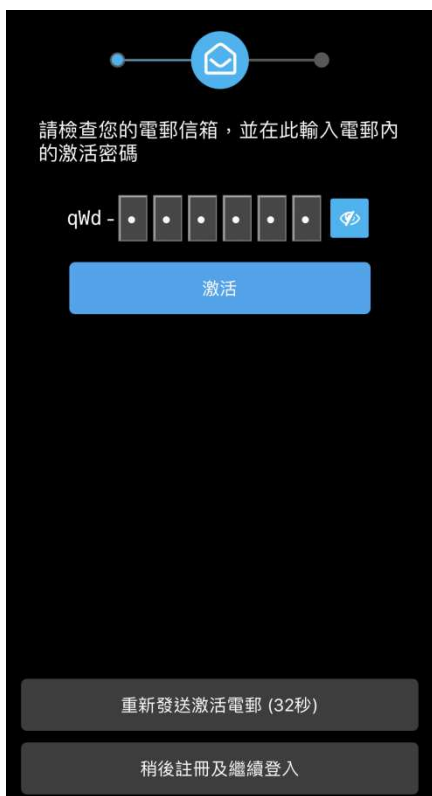 請檢查您的電郵信箱，並在此輸入電郵內
的激活密碼
qWd -
激活
重新發送激活電郵 (32秒)
稍後註冊及繼續登入